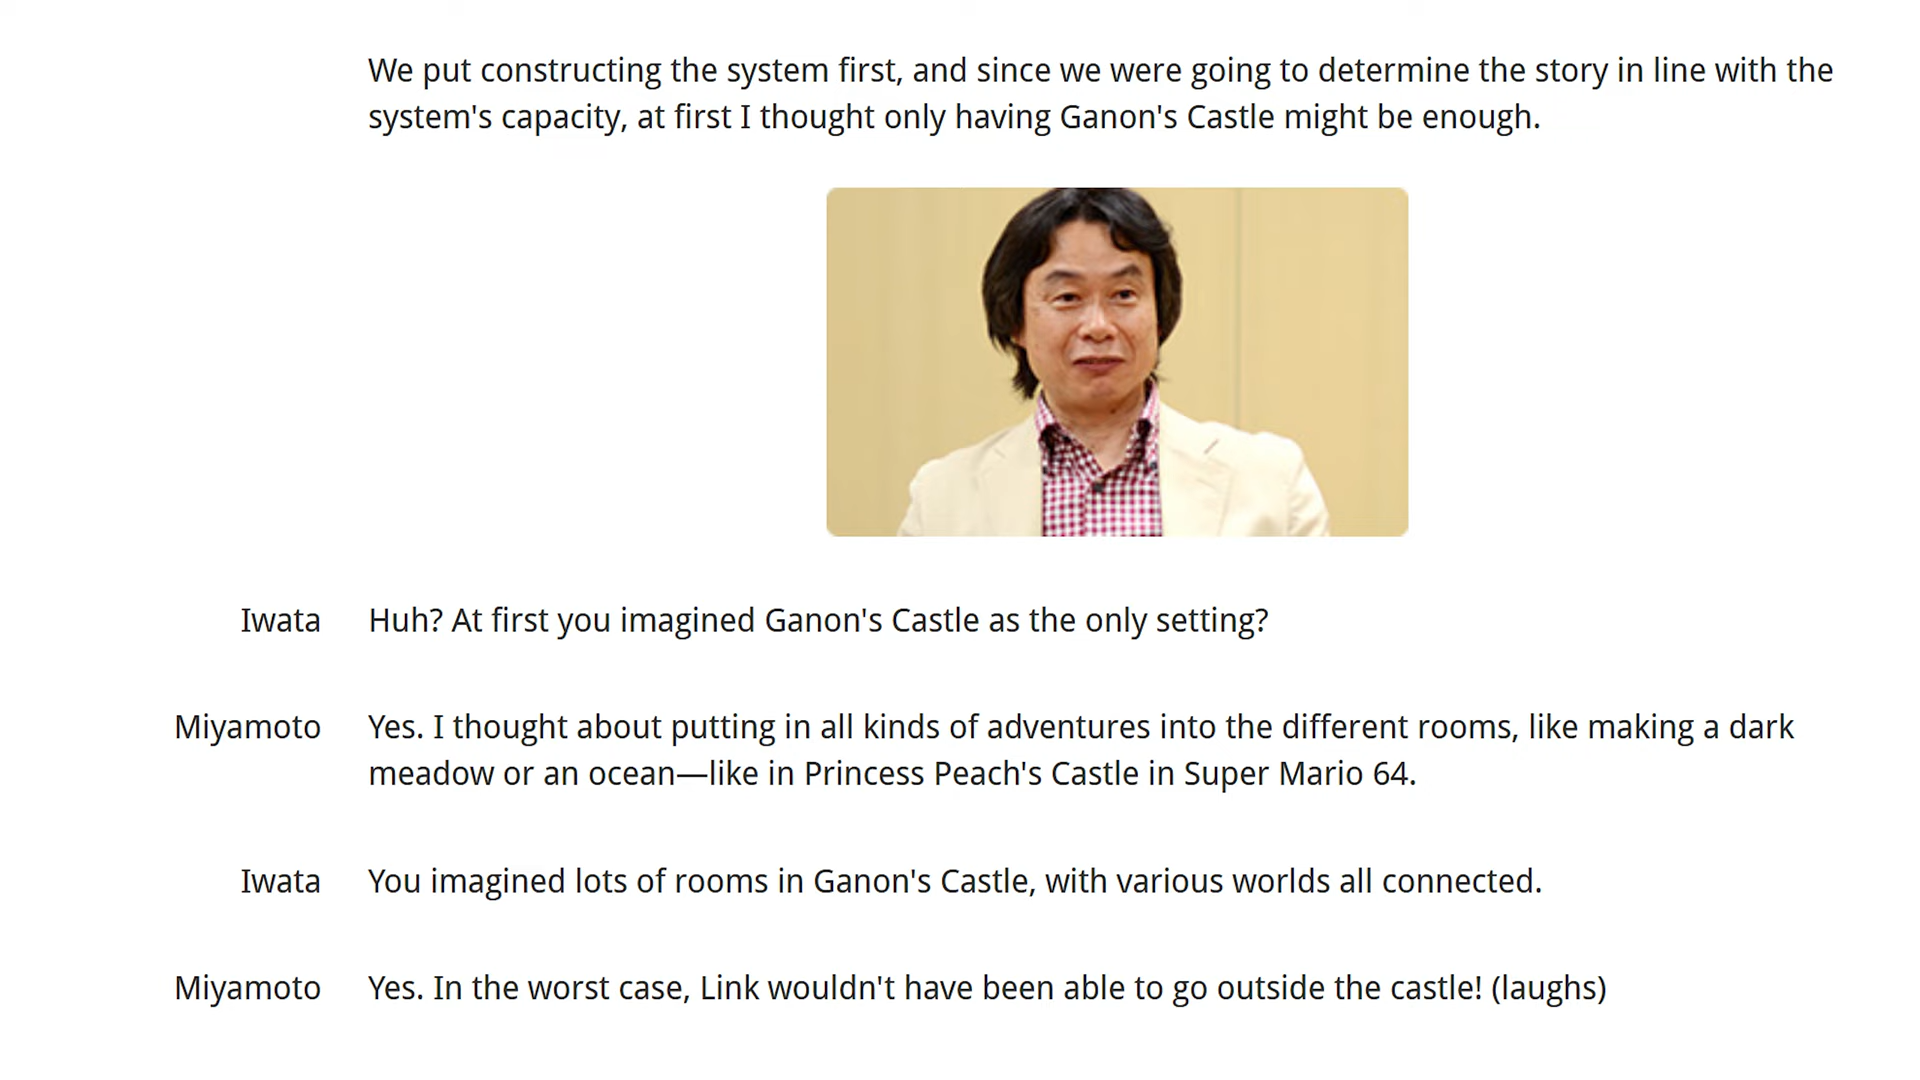 We put constructing the system first, and since we were going to determine the story in line with the
system's capacity, at first I thought only having Ganon's Castle might be enough.
Iwata Huh? At first you imagined Ganon's Castle as the only setting?
Miyamoto Yes. I thought about putting in all kinds of adventures into the different rooms, like making a dark
meadow or an ocean—like in Princess Peach's Castle in Super Mario 64.
Iwata You imagined lots of rooms in Ganon's Castle, with various worlds all connected.
Miyamoto Yes. In the worst case, Link wouldn't have been able to go outside the castle! (laughs)